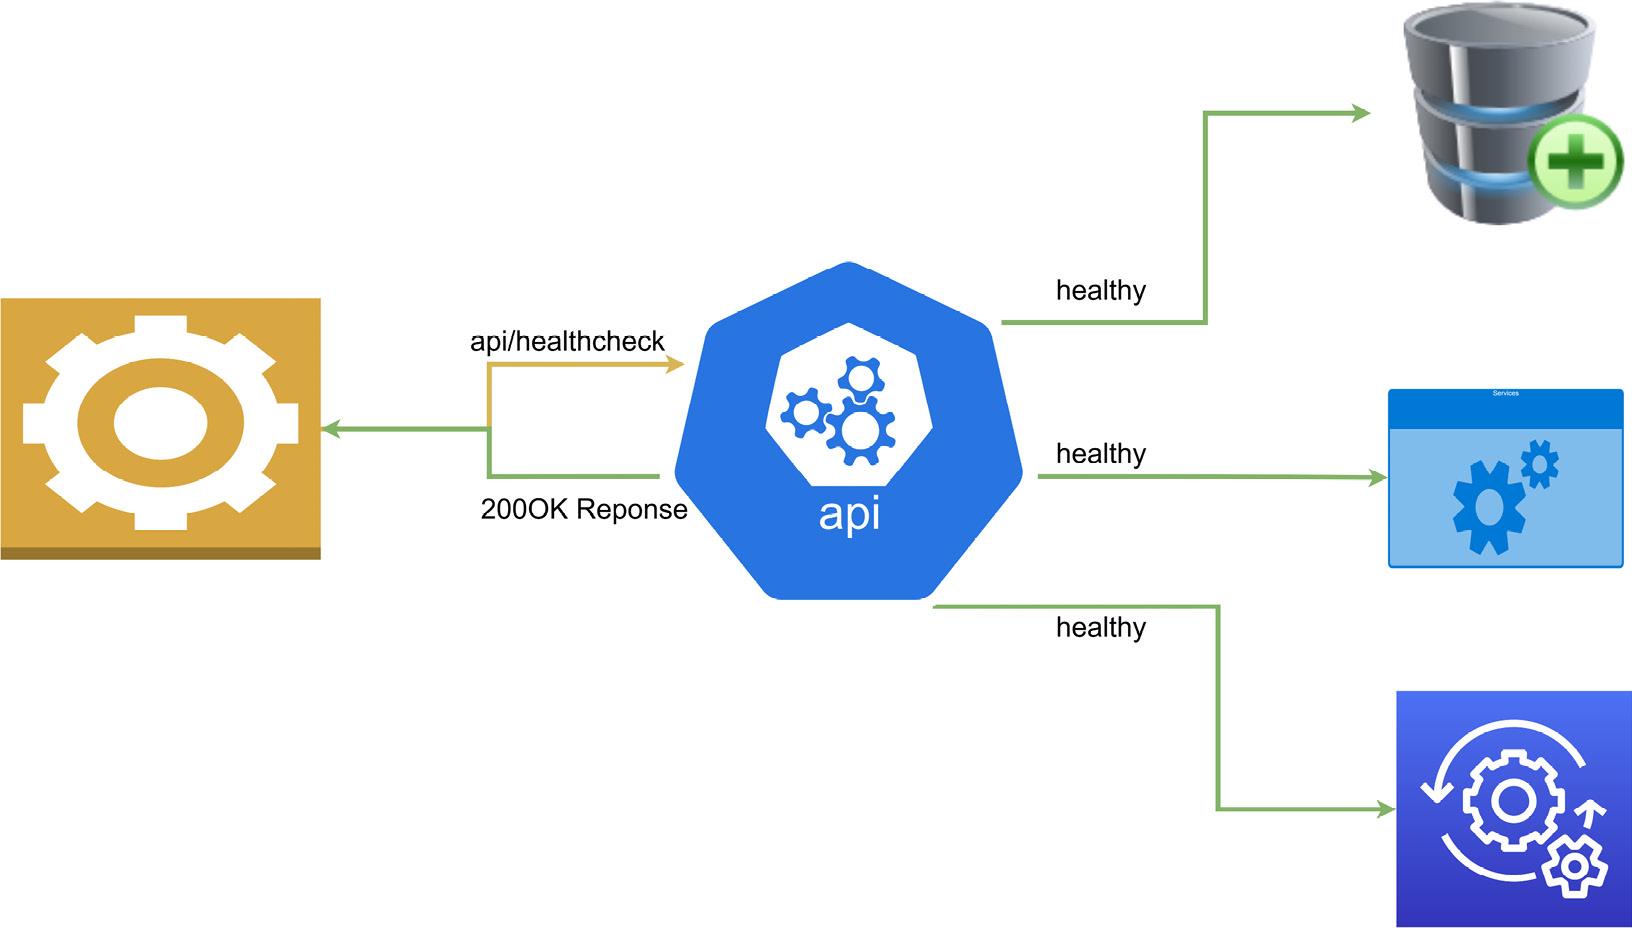 healthy
api/healthcheck
Services
healthy
200OK Reponse
api
healthy